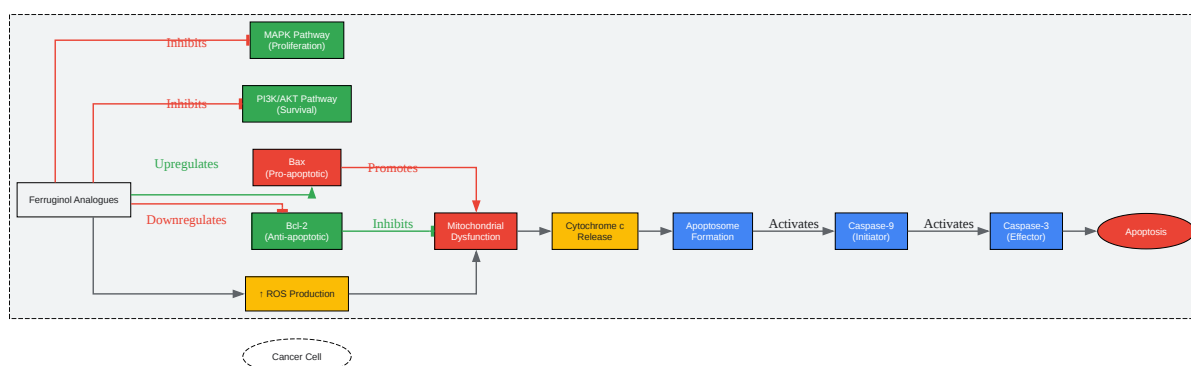 MAPK Pathway
(Proliferation)
Inhibits
PI3K/AKT Pathway
(Survival)
Inhibits
Bax
(Pro-apoptotic)
Upregulates
Promotes
Ferruginol Analogues
Downregulates
Bcl-2
(Anti-apoptotic)
Inhibits
Mitochondrial
Dysfunction
Cytochrome c
Release
Apoptosome
Formation
Activates
Caspase-9
(Initiator)
Activates
Caspase-3
(Effector)
Apoptosis
↑ ROS Production
Cancer Cell